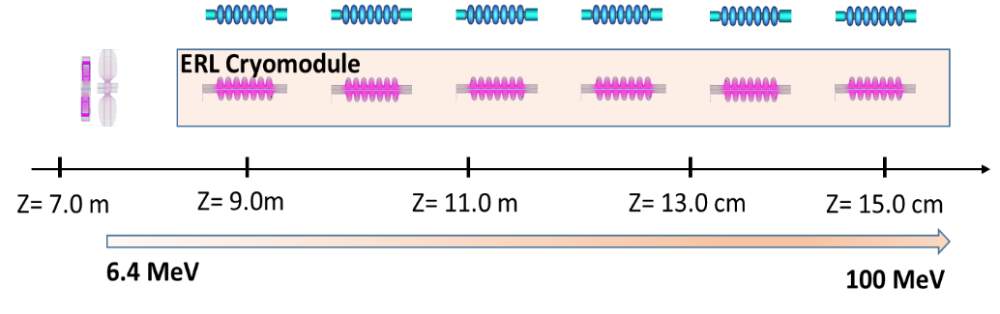 ERL Cryomodule
Z= 7.0 m
Z= 9.0m
Z= 11.0 m
Z= 13.0 cm
Z= 15.0 cm
6.4 MeV
100 MeV